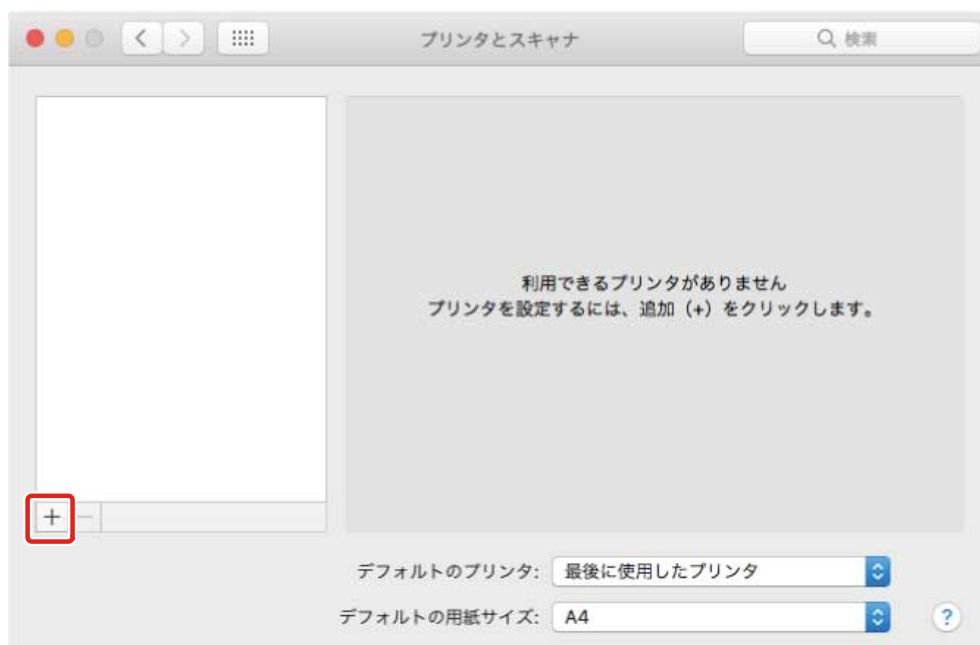 プリンタとスキャナ
検索
利用できるプリンタがありません
プリンタを設定するには、追加（+）をクリックします。
+ −
デフォルトのプリンタ: 最後に使用したプリンタ
デフォルトの用紙サイズ: A4
?